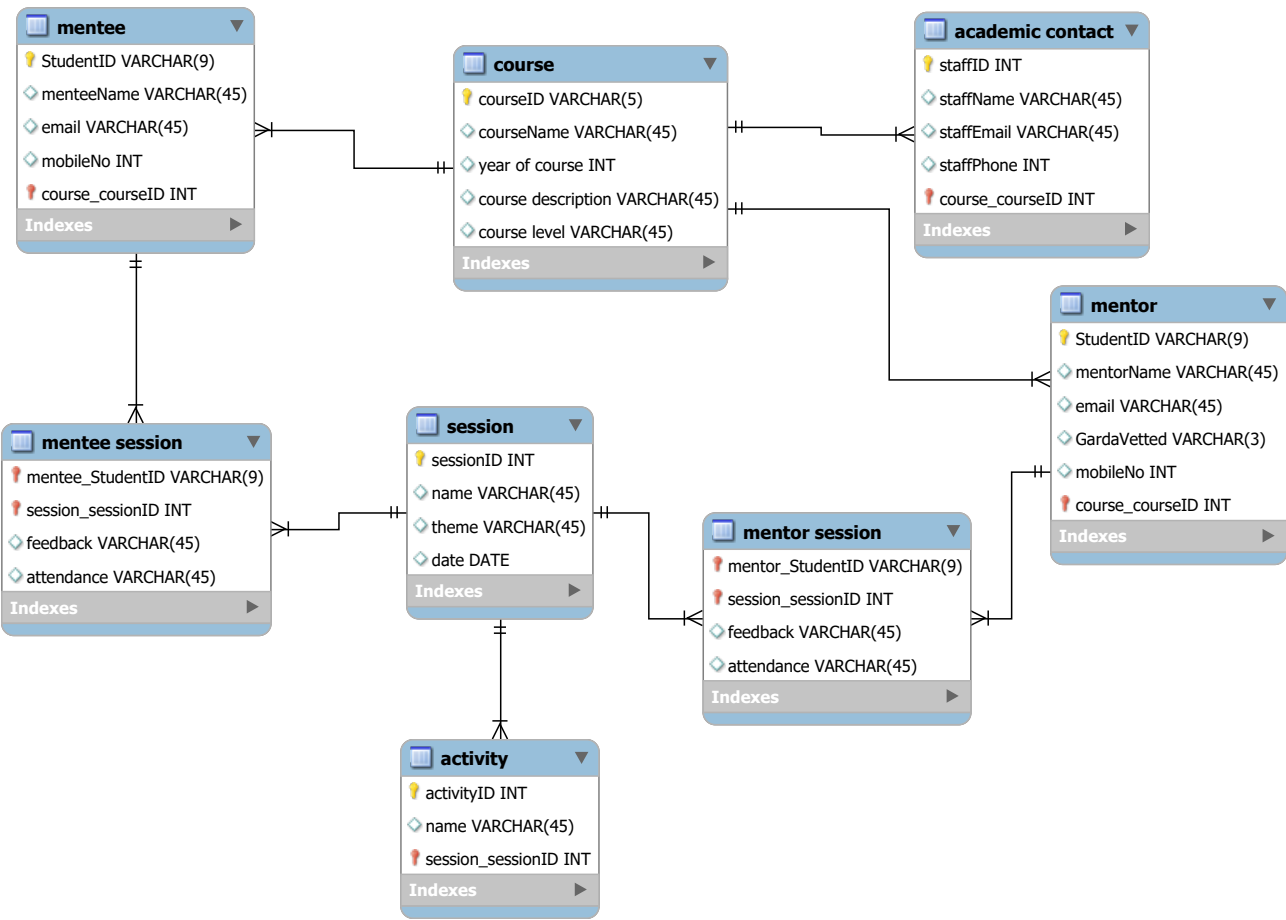 mentee
StudentID VARCHAR(9)
menteeName VARCHAR(45)
email VARCHAR(45)
mobileNo INT
course_courseID INT
Indexes
course
courseID VARCHAR(5)
courseName VARCHAR(45)
year of course INT
course description VARCHAR(45)
course level VARCHAR(45)
Indexes
academic contact
staffID INT
staffName VARCHAR(45)
staffEmail VARCHAR(45)
staffPhone INT
course_courseID INT
Indexes
mentor
StudentID VARCHAR(9)
mentorName VARCHAR(45)
email VARCHAR(45)
GardaVetted VARCHAR(3)
mobileNo INT
course_courseID INT
Indexes
mentee session
mentee_StudentID VARCHAR(9)
session_sessionID INT
feedback VARCHAR(45)
attendance VARCHAR(45)
Indexes
session
sessionID INT
name VARCHAR(45)
theme VARCHAR(45)
date DATE
Indexes
mentor session
mentor_StudentID VARCHAR(9)
session_sessionID INT
feedback VARCHAR(45)
attendance VARCHAR(45)
Indexes
activity
activityID INT
name VARCHAR(45)
session_sessionID INT
Indexes